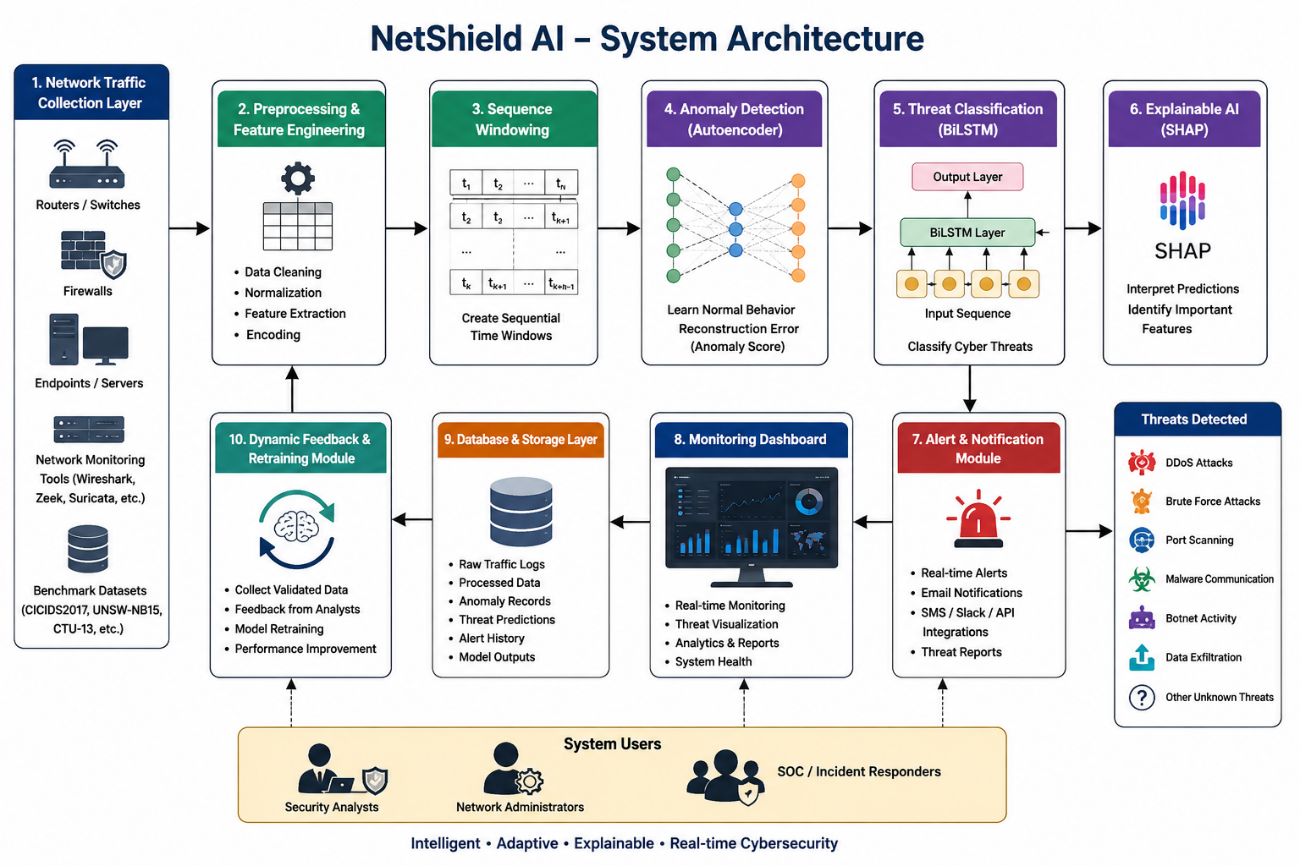 NetShield AI – System Architecture
1. Network Traffic
Collection Layer
Routers / Switches
Firewalls
Endpoints / Servers
Network Monitoring
Tools (Wireshark,
Zeek, Suricata, etc.)
Benchmark Datasets
(CICIDS2017, UNSW-NB15,
CTU-13, etc.)
2. Preprocessing &
Feature Engineering
• Data Cleaning
• Normalization
• Feature Extraction
• Encoding
3. Sequence
Windowing
t1 t2 ... tN
t2 t3 ... tk+1
... ...
tk tk+1 ... tk+n-1
Create Sequential
Time Windows
4. Anomaly Detection
(Autoencoder)
Learn Normal Behavior
Reconstruction Error
(Anomaly Score)
5. Threat Classification
(BiLSTM)
Output Layer
BiLSTM Layer
Input Sequence
Classify Cyber Threats
6. Explainable AI
(SHAP)
SHAP
Interpret Predictions
Identify Important
Features
10. Dynamic Feedback &
Retraining Module
• Collect Validated Data
• Feedback from Analysts
• Model Retraining
• Performance Improvement
9. Database & Storage Layer
• Raw Traffic Logs
• Processed Data
• Anomaly Records
• Threat Predictions
• Alert History
• Model Outputs
8. Monitoring Dashboard
• Real-time Monitoring
• Threat Visualization
• Analytics & Reports
• System Health
7. Alert & Notification
Module
• Real-time Alerts
• Email Notifications
• SMS / Slack / API
Integrations
• Threat Reports
Threats Detected
DDoS Attacks
Brute Force Attacks
Port Scanning
Malware Communication
Botnet Activity
Data Exfiltration
? Other Unknown Threats
System Users
Security Analysts
Network Administrators
SOC / Incident Responders
Intelligent • Adaptive • Explainable • Real-time Cybersecurity